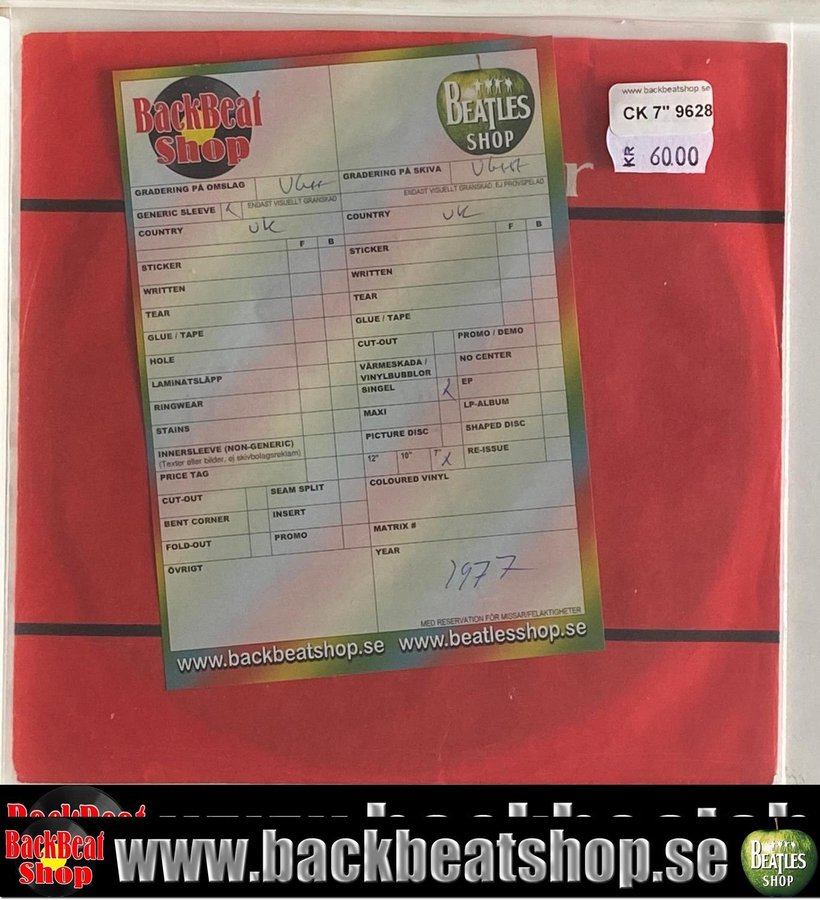 BackBeat
Shop
BEATLES
SHOP
www.backbeatshop.se
CK 7" 9628
KR 60.00
r
GRADERING PÅ OMSLAG
ENDAST VISUELLT GRANSKAD
GENERIC SLEEVE
COUNTRY UK
F B
STICKER
WRITTEN
TEAR
GLUE / TAPE
HOLE
LAMINATSLÄPP
RINGWEAR
STAINS
INNERSLEEVE (NON-GENERIC)
(Texter eller bilder, ej skivbolagsreklam)
PRICE TAG
CUT-OUT SEAM SPLIT
BENT CORNER INSERT
FOLD-OUT PROMO
ÖVRIGT
GRADERING PÅ SKIVA
ENDAST VISUELLT GRANSKAD, EJ PROVSPELAD
COUNTRY UK
F B
STICKER
WRITTEN
TEAR
GLUE / TAPE
CUT-OUT PROMO / DEMO
VÄRMESKADA /
VINYLBUBBLOR NO CENTER
SINGEL X EP
MAXI LP-ALBUM
PICTURE DISC SHAPED DISC
12" 10" 7" X RE-ISSUE
COLOURED VINYL
MATRIX #
YEAR
1977
MED RESERVATION FÖR MISSAR/FELAKTIGHETER
www.backbeatshop.se www.beatlesshop.se
BackBeat
BackBeat
Shop
www.backbeatshop.se
BEATLES
SHOP